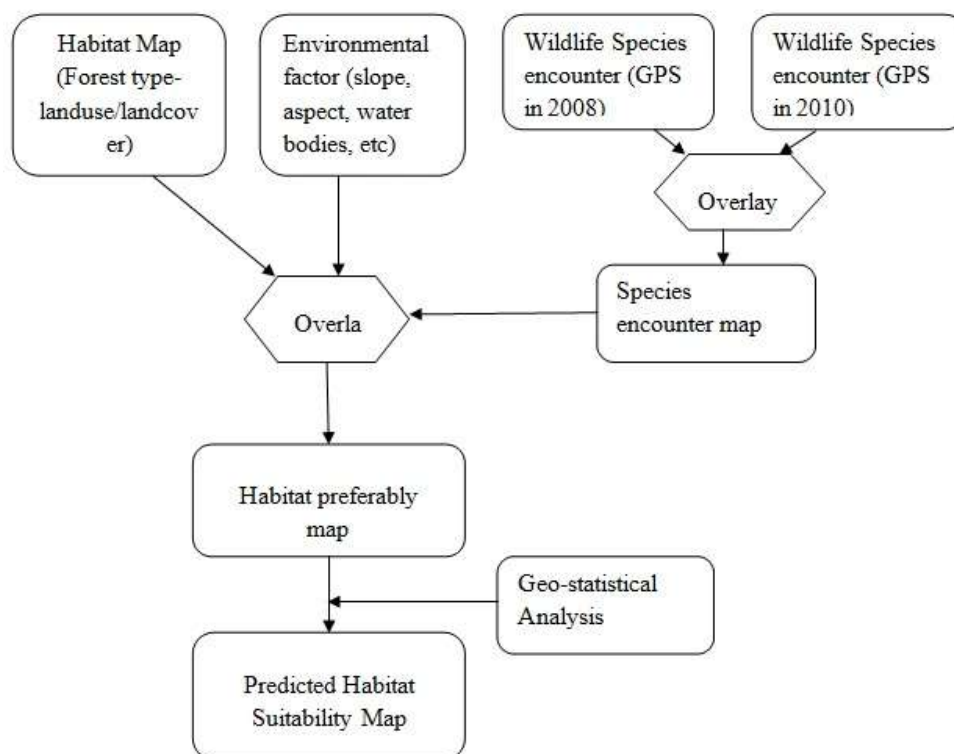 Habitat Map
(Forest type-
landuse/landcov
er)
Environmental
factor (slope,
aspect, water
bodies, etc)
Wildlife Species
encounter (GPS
in 2008)
Wildlife Species
encounter (GPS
in 2010)
Overlay
Species
encounter map
Overla
Habitat preferably
map
Geo-statistical
Analysis
Predicted Habitat
Suitability Map